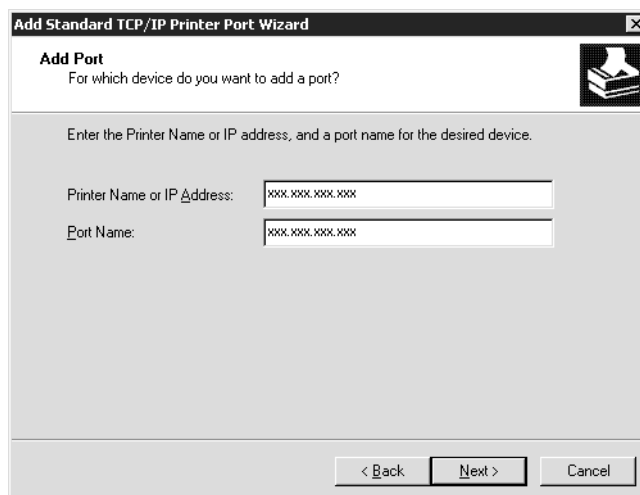 Add Standard TCP/IP Printer Port Wizard
Add Port
For which device do you want to add a port?
Enter the Printer Name or IP address, and a port name for the desired device.
Printer Name or IP Address: xxx.xxx.xxx.xxx
Port Name: xxx.xxx.xxx.xxx
< Back Next > Cancel